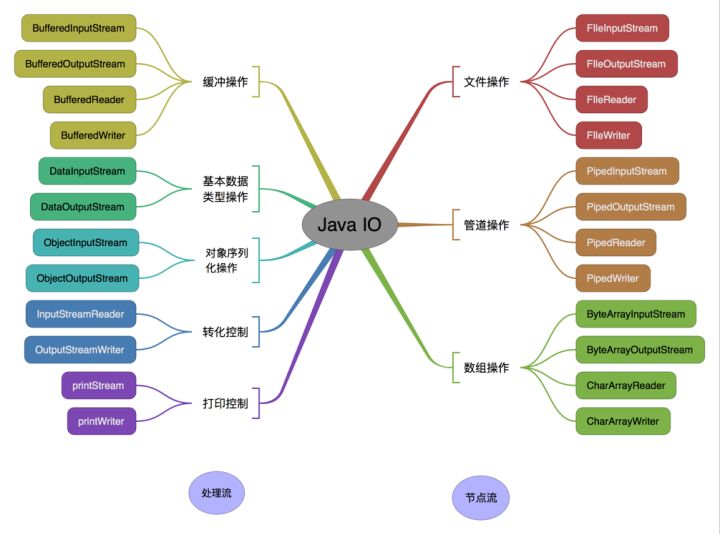 Java IO
缓冲操作
BufferedInputStream
BufferedOutputStream
BufferedReader
BufferedWriter
基本数据
类型操作
DataInputStream
DataOutputStream
对象序列
化操作
ObjectInputStream
ObjectOutputStream
转化控制
InputStreamReader
OutputStreamWriter
打印控制
printStream
printWriter
处理流
文件操作
FIleInputStream
FIleOutputStream
FIleReader
FIleWriter
管道操作
PipedInputStream
PipedOutputStream
PipedReader
PipedWriter
数组操作
ByteArrayInputStream
ByteArrayOutputStream
CharArrayReader
CharArrayWriter
节点流